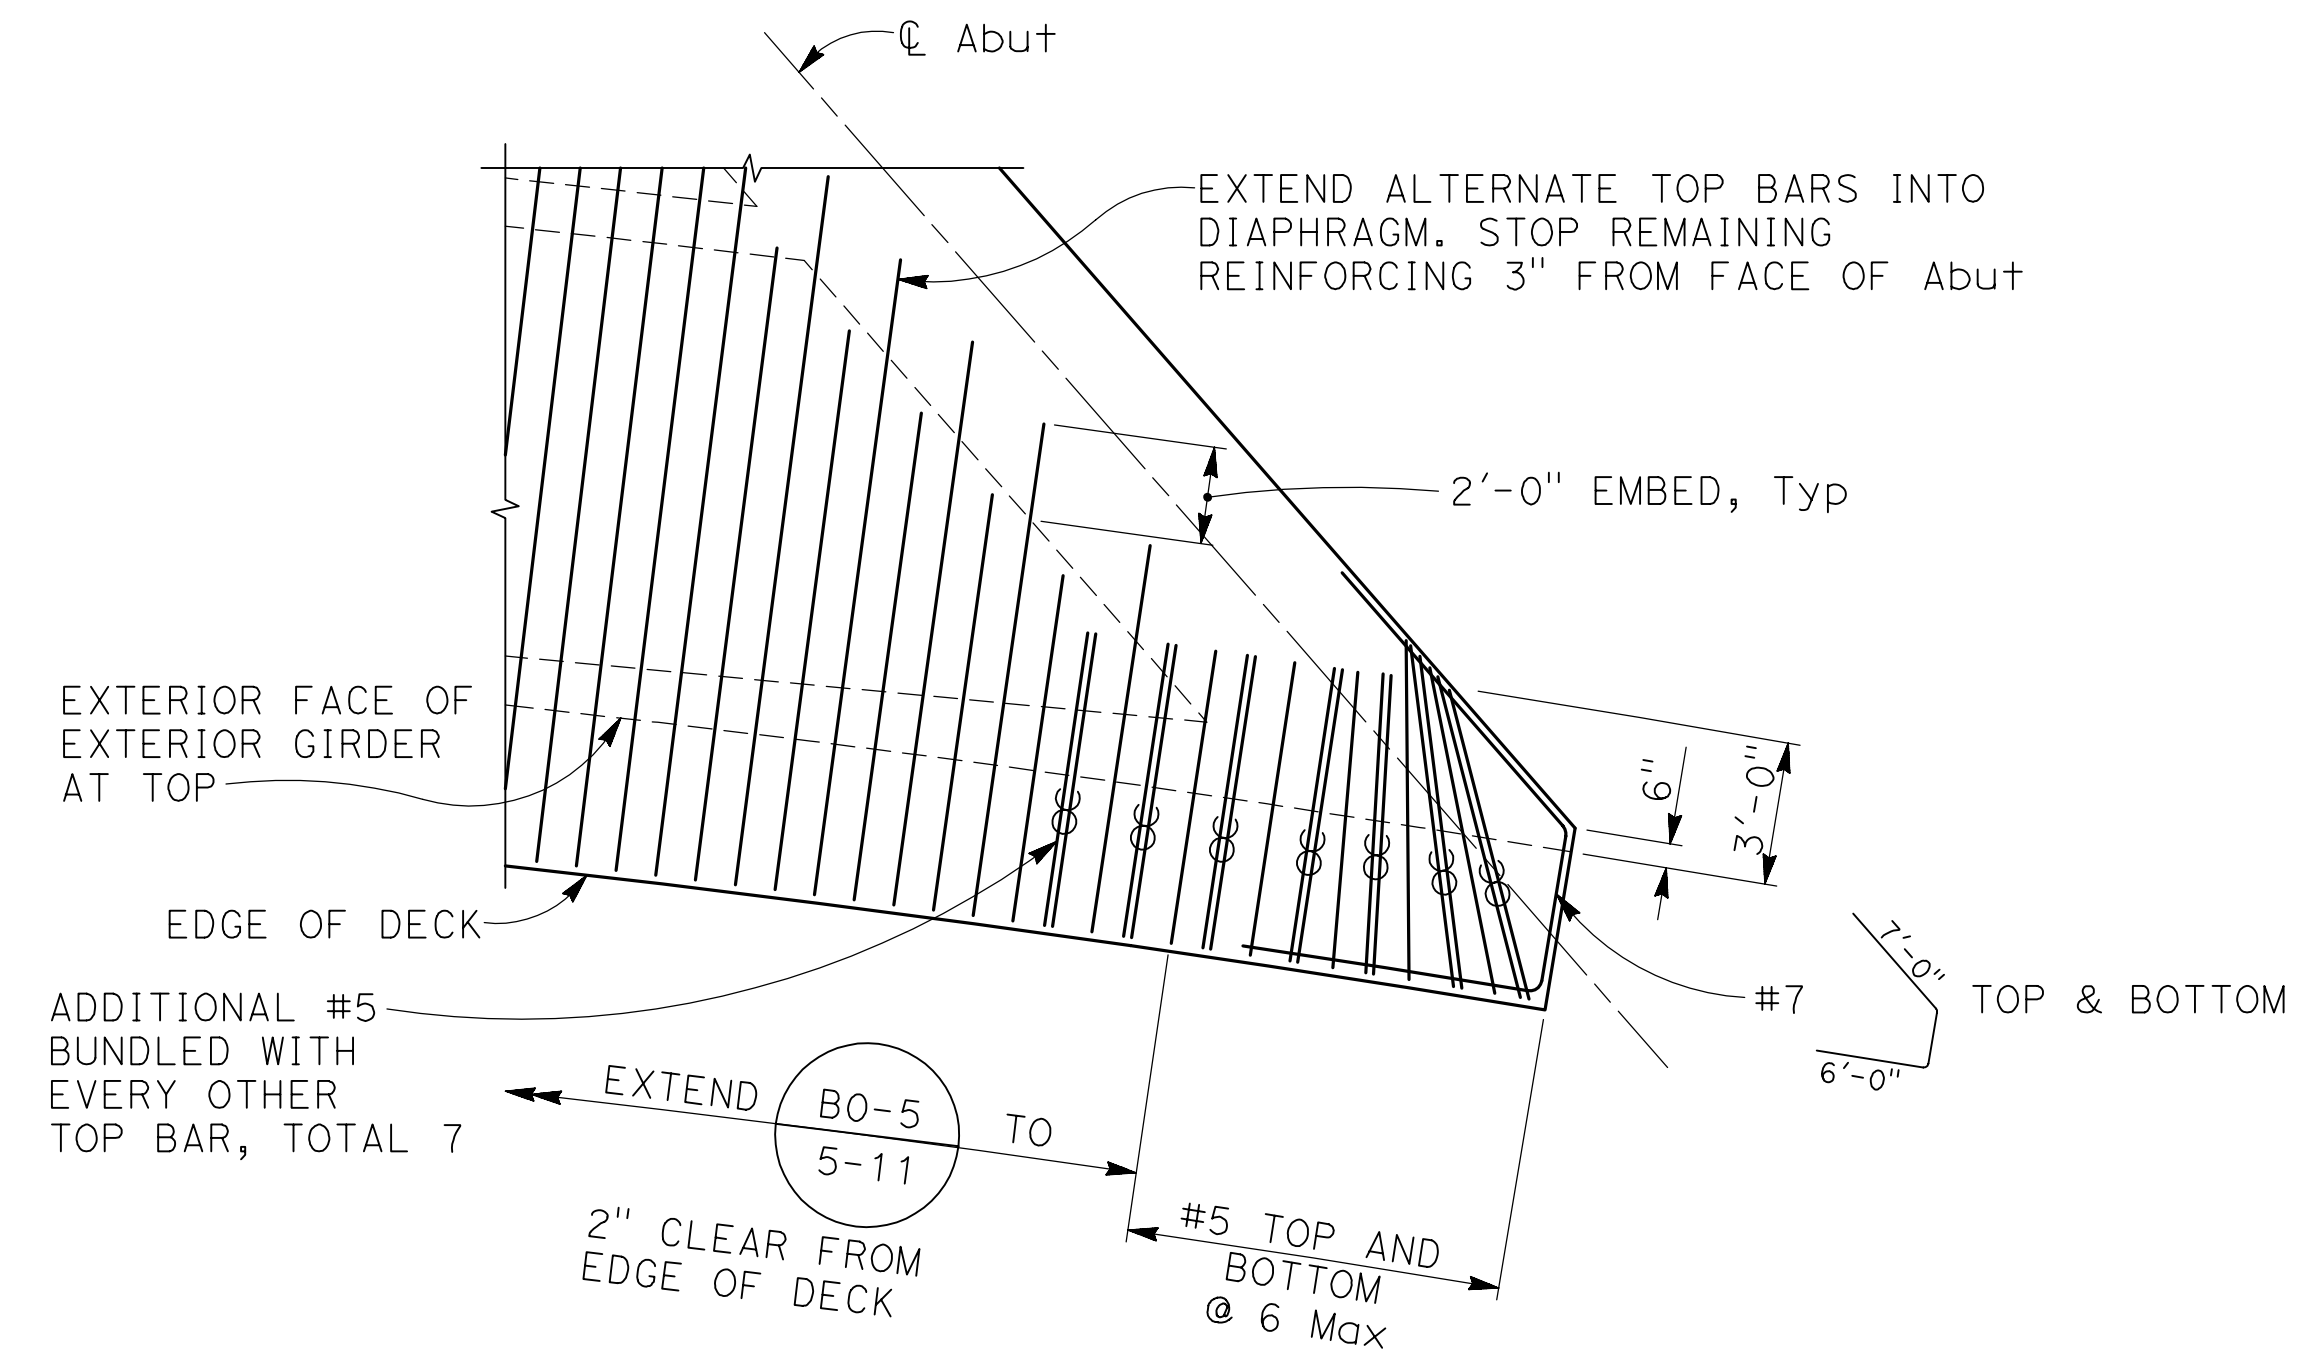 ℄ Abut
EXTEND ALTERNATE TOP BARS INTO
DIAPHRAGM. STOP REMAINING
REINFORCING 3" FROM FACE OF Abut
2'-0" EMBED, Typ
EXTERIOR FACE OF
EXTERIOR GIRDER
AT TOP
6"
3'-0"
EDGE OF DECK
7'-0"
#7
TOP & BOTTOM
6'-0"
ADDITIONAL #5
BUNDLED WITH
EVERY OTHER
TOP BAR, TOTAL 7
EXTEND
B0-5
5-11
TO
2" CLEAR FROM
EDGE OF DECK
#5 TOP AND
BOTTOM
@ 6 Max